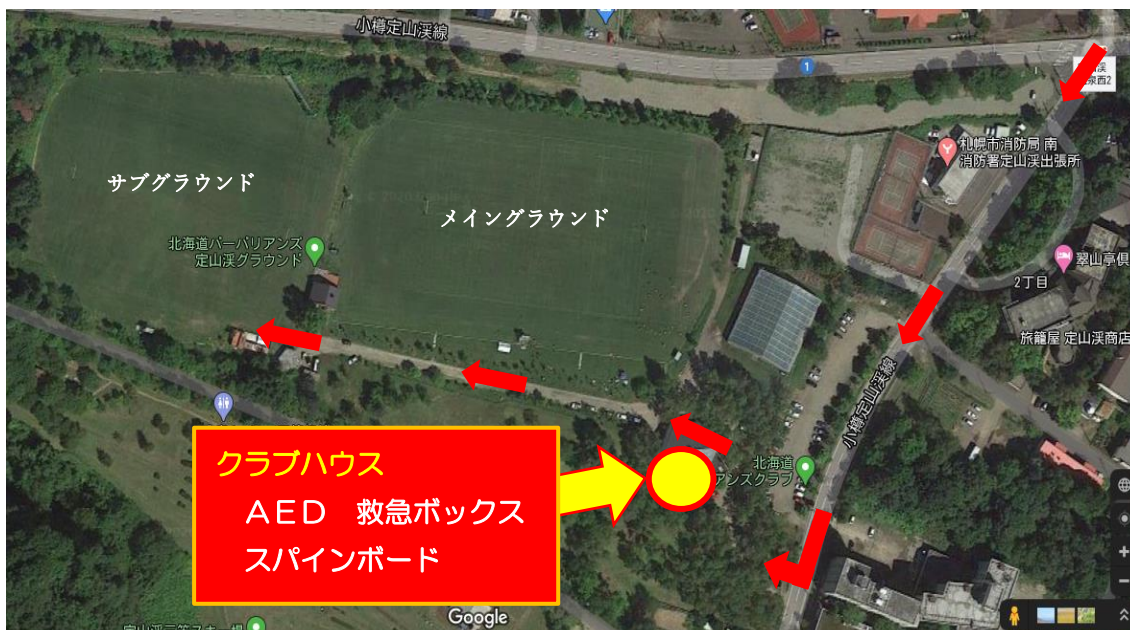 小樽定山渓線
1
渓
泉西2
札幌市消防局 南
消防署定山渓出張所
サブグラウンド
メイングラウンド
北海道バーバリアンズ
定山渓グラウンド
翠山亭倶
2丁目
旅籠屋 定山渓商店
小樽定山渓線
クラブハウス
AED 救急ボックス
スパインボード
北海道
アンズクラブ
Google